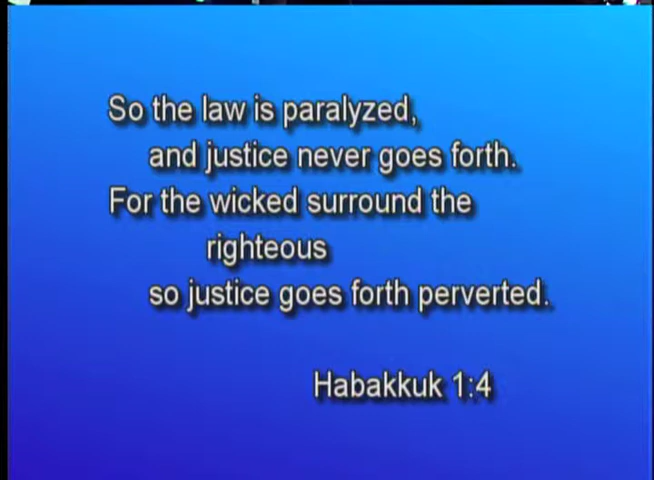 So the law is paralyzed,
and justice never goes forth.
For the wicked surround the
righteous
so justice goes forth perverted.
Habakkuk 1:4